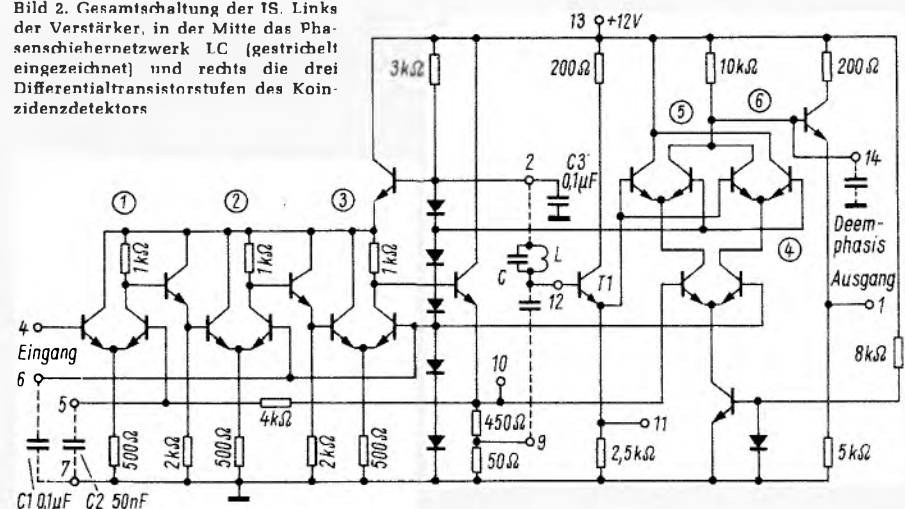 Bild 2. Gesamtschaltung der IS. Links
der Verstärker, in der Mitte das Pha-
senschiebernetzwerk LC (gestrichelt
eingezeichnet) und rechts die drei
Differentialtransistorstufen des Koin-
zidenzdetektors
13 +12V
3kΩ
200Ω
10kΩ
200Ω
5
6
2
C3
0,1µF
14
Deem-
phasis
1
2
3
1kΩ
1kΩ
1kΩ
C
L
12
T1
4
Ausgang
1
4
Eingang
6
5
4kΩ
10
450Ω
9
11
8kΩ
7
500Ω
2kΩ
500Ω
2kΩ
500Ω
50Ω
2,5kΩ
5kΩ
C1 0,1µF
C2 50nF